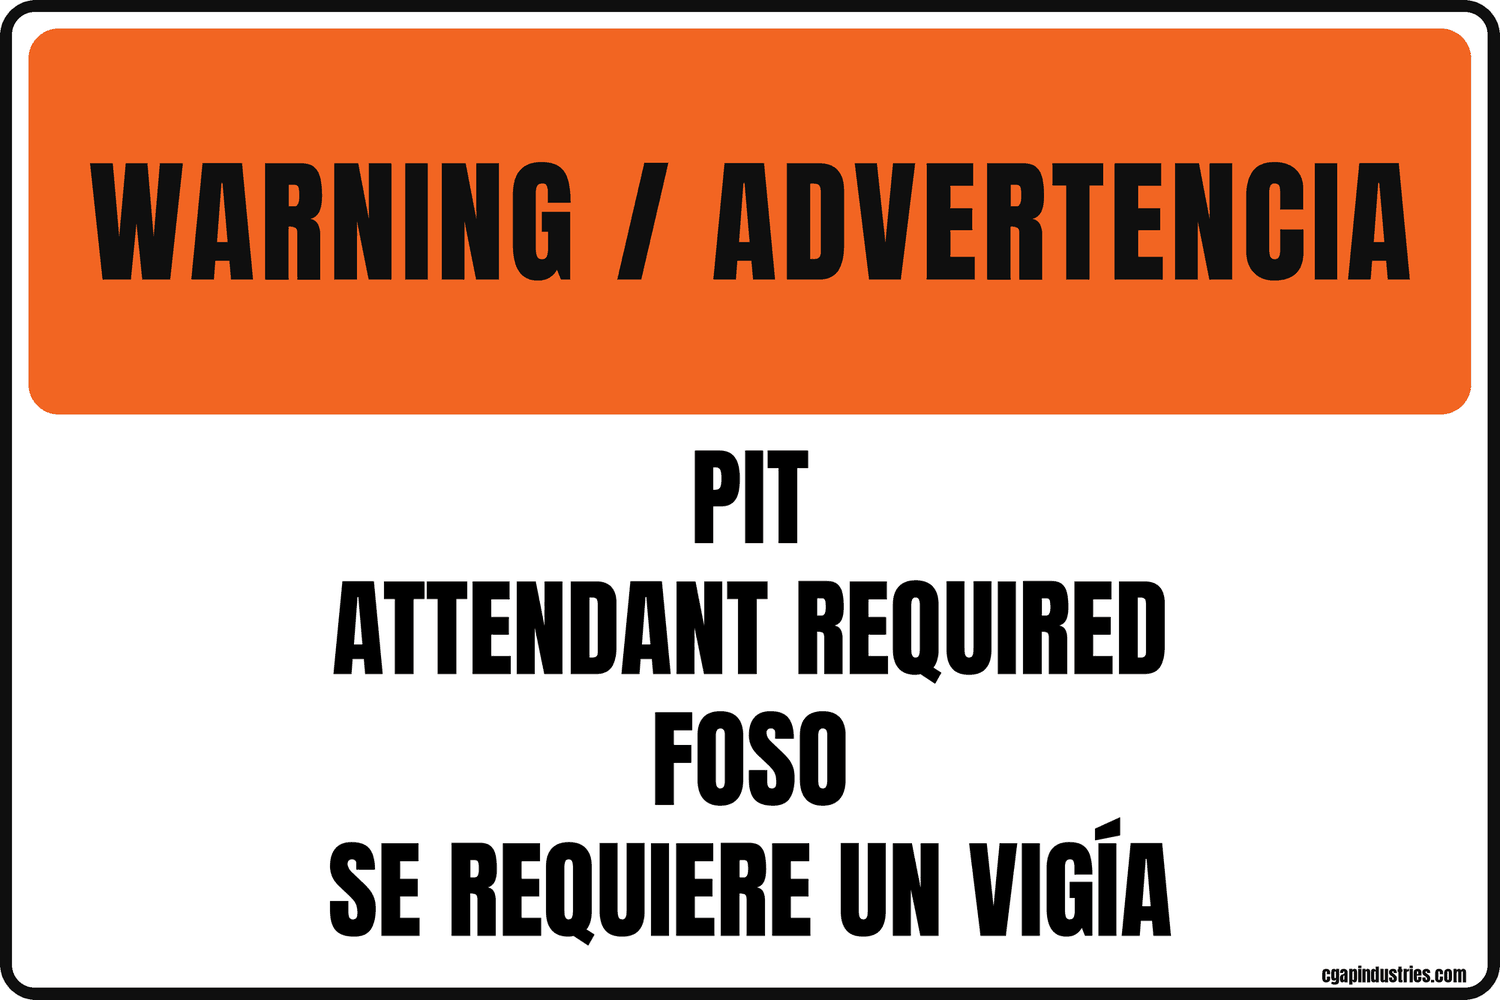 WARNING / ADVERTENCIA
PIT
ATTENDANT REQUIRED
FOSO
SE REQUIERE UN VIGÍA
cgapindustries.com